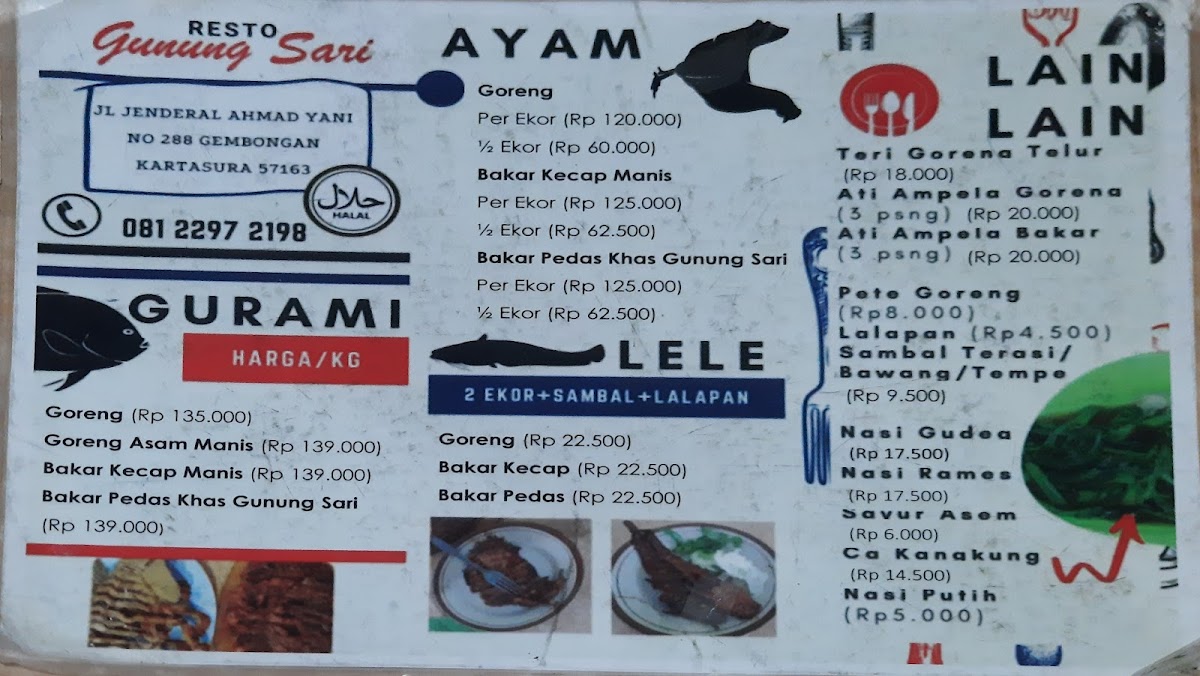 RESTO
Gunung Sari
JL JENDERAL AHMAD YANI
NO 288 GEMBONGAN
KARTASURA 57163
حلال
HALAL
081 2297 2198
GURAMI
HARGA/KG
Goreng (Rp 135.000)
Goreng Asam Manis (Rp 139.000)
Bakar Kecap Manis (Rp 139.000)
Bakar Pedas Khas Gunung Sari
(Rp 139.000)
AYAM
Goreng
Per Ekor (Rp 120.000)
½ Ekor (Rp 60.000)
Bakar Kecap Manis
Per Ekor (Rp 125.000)
½ Ekor (Rp 62.500)
Bakar Pedas Khas Gunung Sari
Per Ekor (Rp 125.000)
½ Ekor (Rp 62.500)
LELE
2 EKOR+SAMBAL+LALAPAN
Goreng (Rp 22.500)
Bakar Kecap (Rp 22.500)
Bakar Pedas (Rp 22.500)
LAIN
LAIN
Teri Goreng Telur
(Rp 18.000)
Ati Ampela Goreng
(3 psng) (Rp 20.000)
Ati Ampela Bakar
(3 psng) (Rp 20.000)
Pete Goreng
(Rp8.000)
Lalapan (Rp4.500)
Sambal Terasi/
Bawang/Tempe
(Rp 9.500)
Nasi Gudeg
(Rp 17.500)
Nasi Rames
(Rp 17.500)
Sayur Asem
(Rp 6.000)
Ca Kangkung
(Rp 14.500)
Nasi Putih
(Rp5.000)